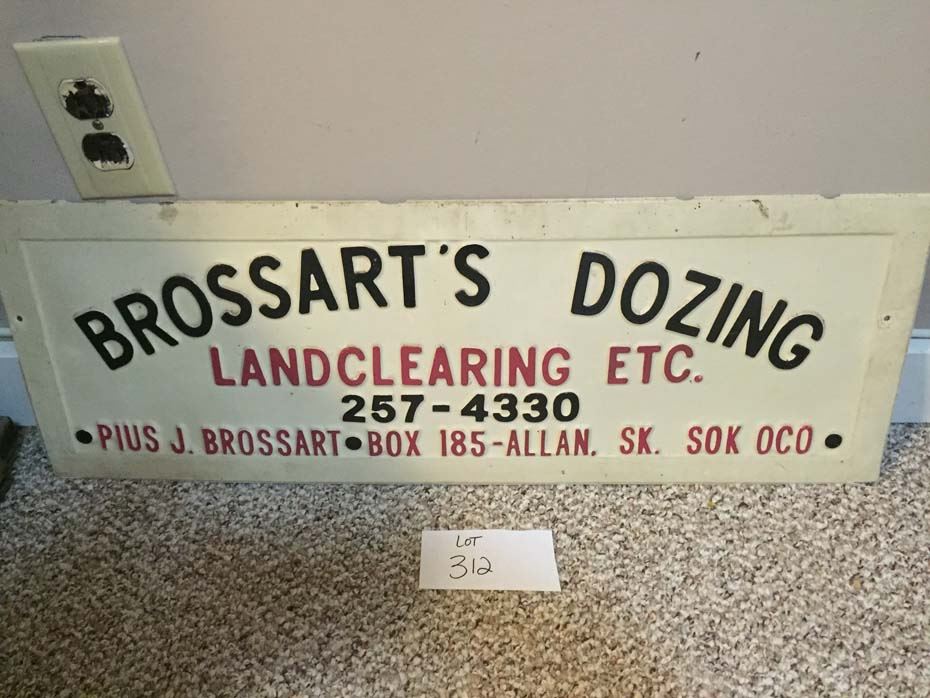 BROSSART'S DOZING
LANDCLEARING ETC.
257-4330
•PIUS J. BROSSART•BOX 185-ALLAN, SK. SOK OCO•
LOT
312